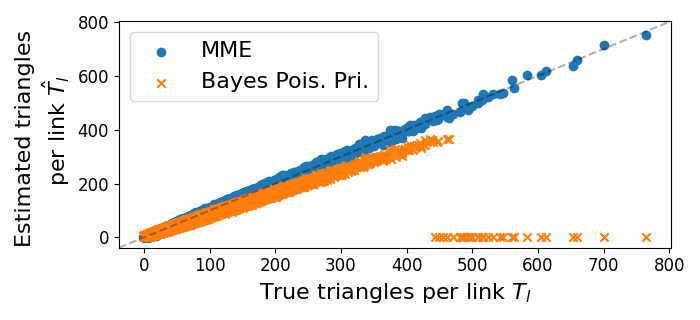 Estimated triangles
per link T̂_l
800
600
400
200
0
MME
Bayes Pois. Pri.
0 100 200 300 400 500 600 700 800
True triangles per link T_l